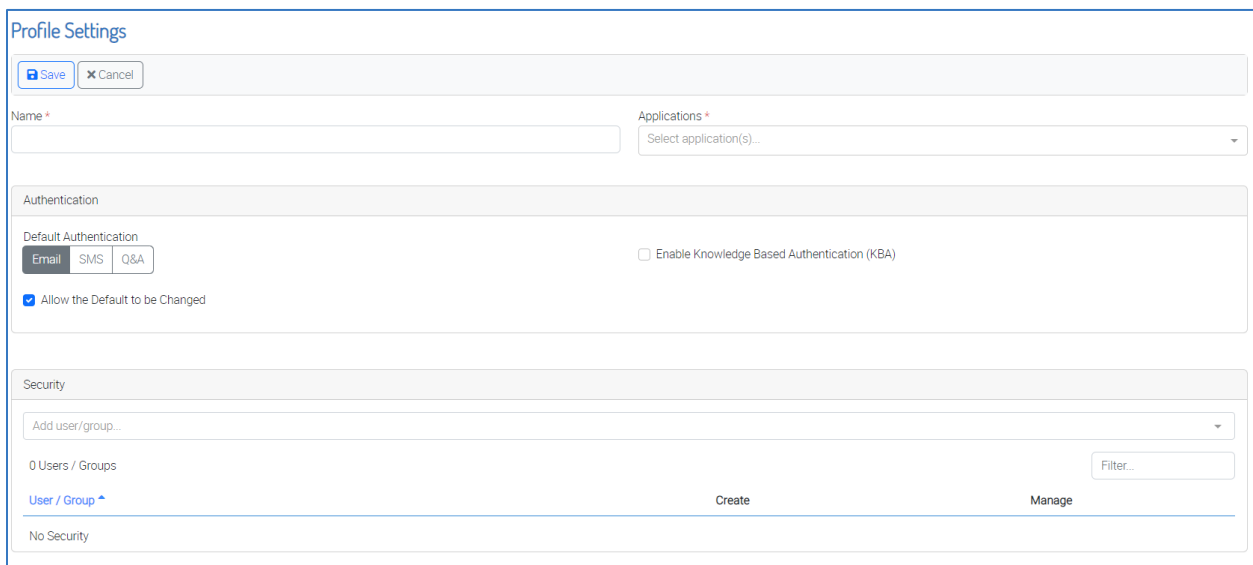 Profile Settings
Save Cancel
Name * Applications *
Select application(s)...
Authentication
Default Authentication
Email SMS Q&A Enable Knowledge Based Authentication (KBA)
Allow the Default to be Changed
Security
Add user/group...
0 Users / Groups Filter...
User / Group Create Manage
No Security